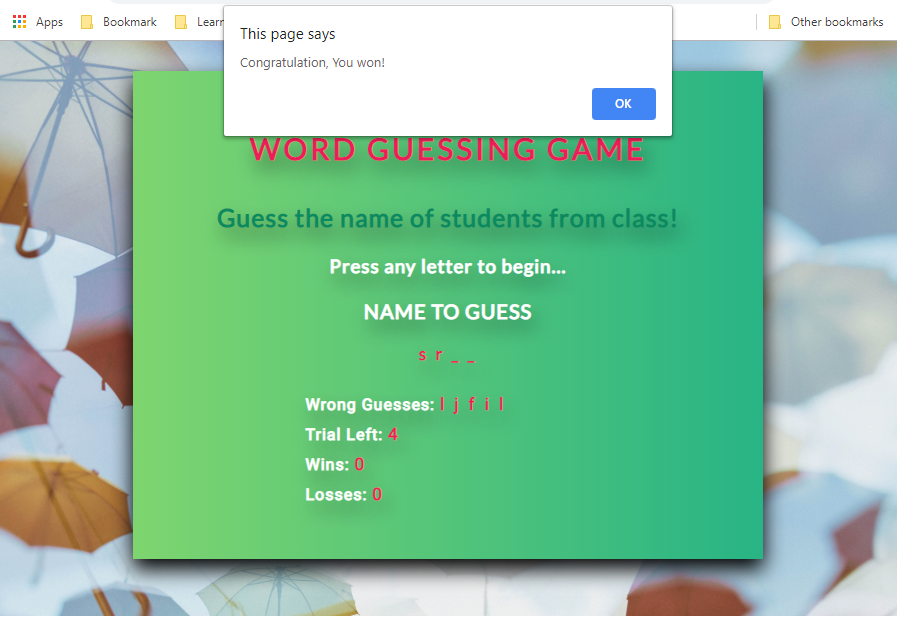 Apps Bookmark Lear Other bookmarks
This page says
Congratulation, You won!
OK
WORD GUESSING GAME
Guess the name of students from class!
Press any letter to begin...
NAME TO GUESS
s r _ _
Wrong Guesses: l j f i l
Trial Left: 4
Wins: 0
Losses: 0